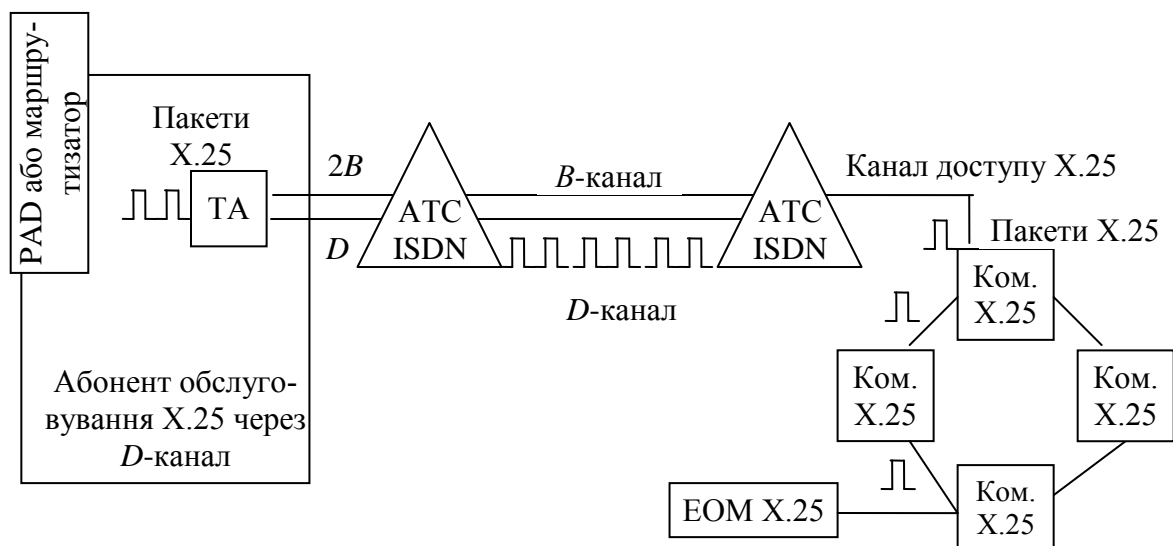 PAD або маршру-
тизатор
Пакети
X.25
ТА
2B
D
АТС
ISDN
B-канал
D-канал
АТС
ISDN
Канал доступу X.25
Пакети X.25
Ком.
X.25
Ком.
X.25
Ком.
X.25
Ком.
X.25
ЕОМ X.25
Абонент обслуго-
вування X.25 через
D-канал